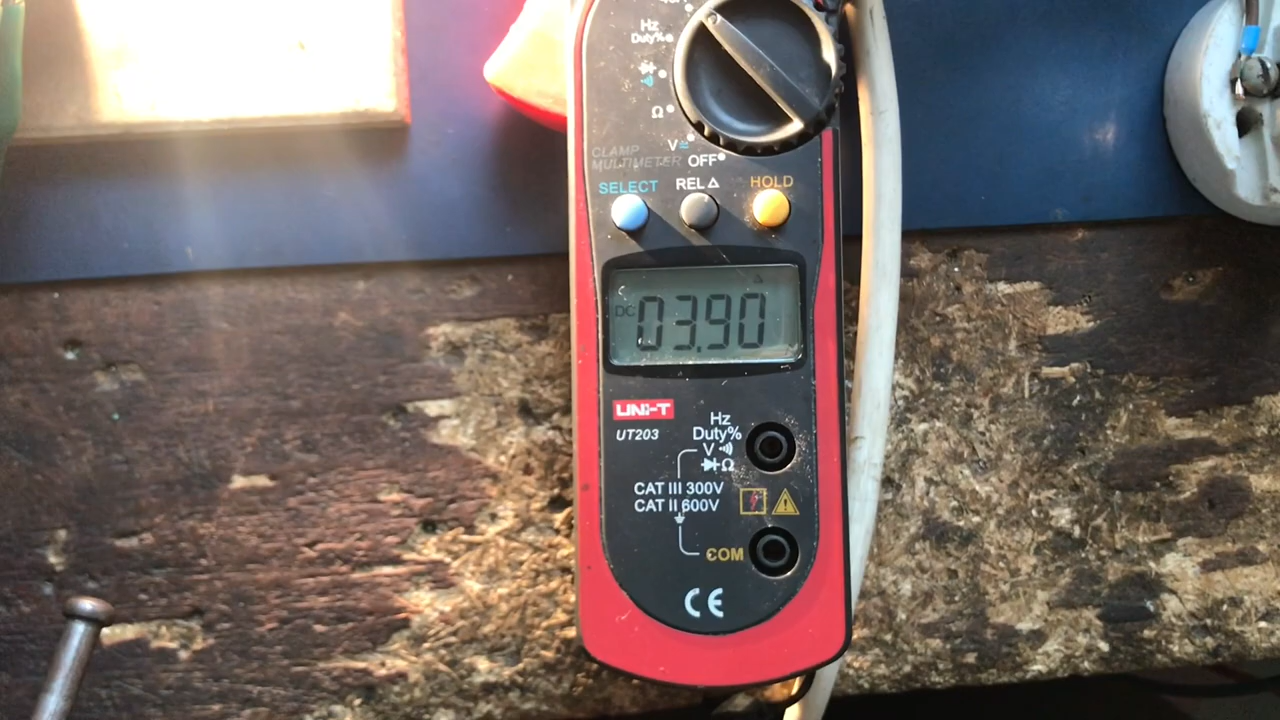 Hz
Duty%
Ω
V
CLAMP
MULTIMETER
OFF
SELECT REL Δ HOLD
Δ
DC 03.90
UNI-T
UT203
Hz
Duty%
V
Ω
CAT III 300V
CAT II 600V
COM
CE